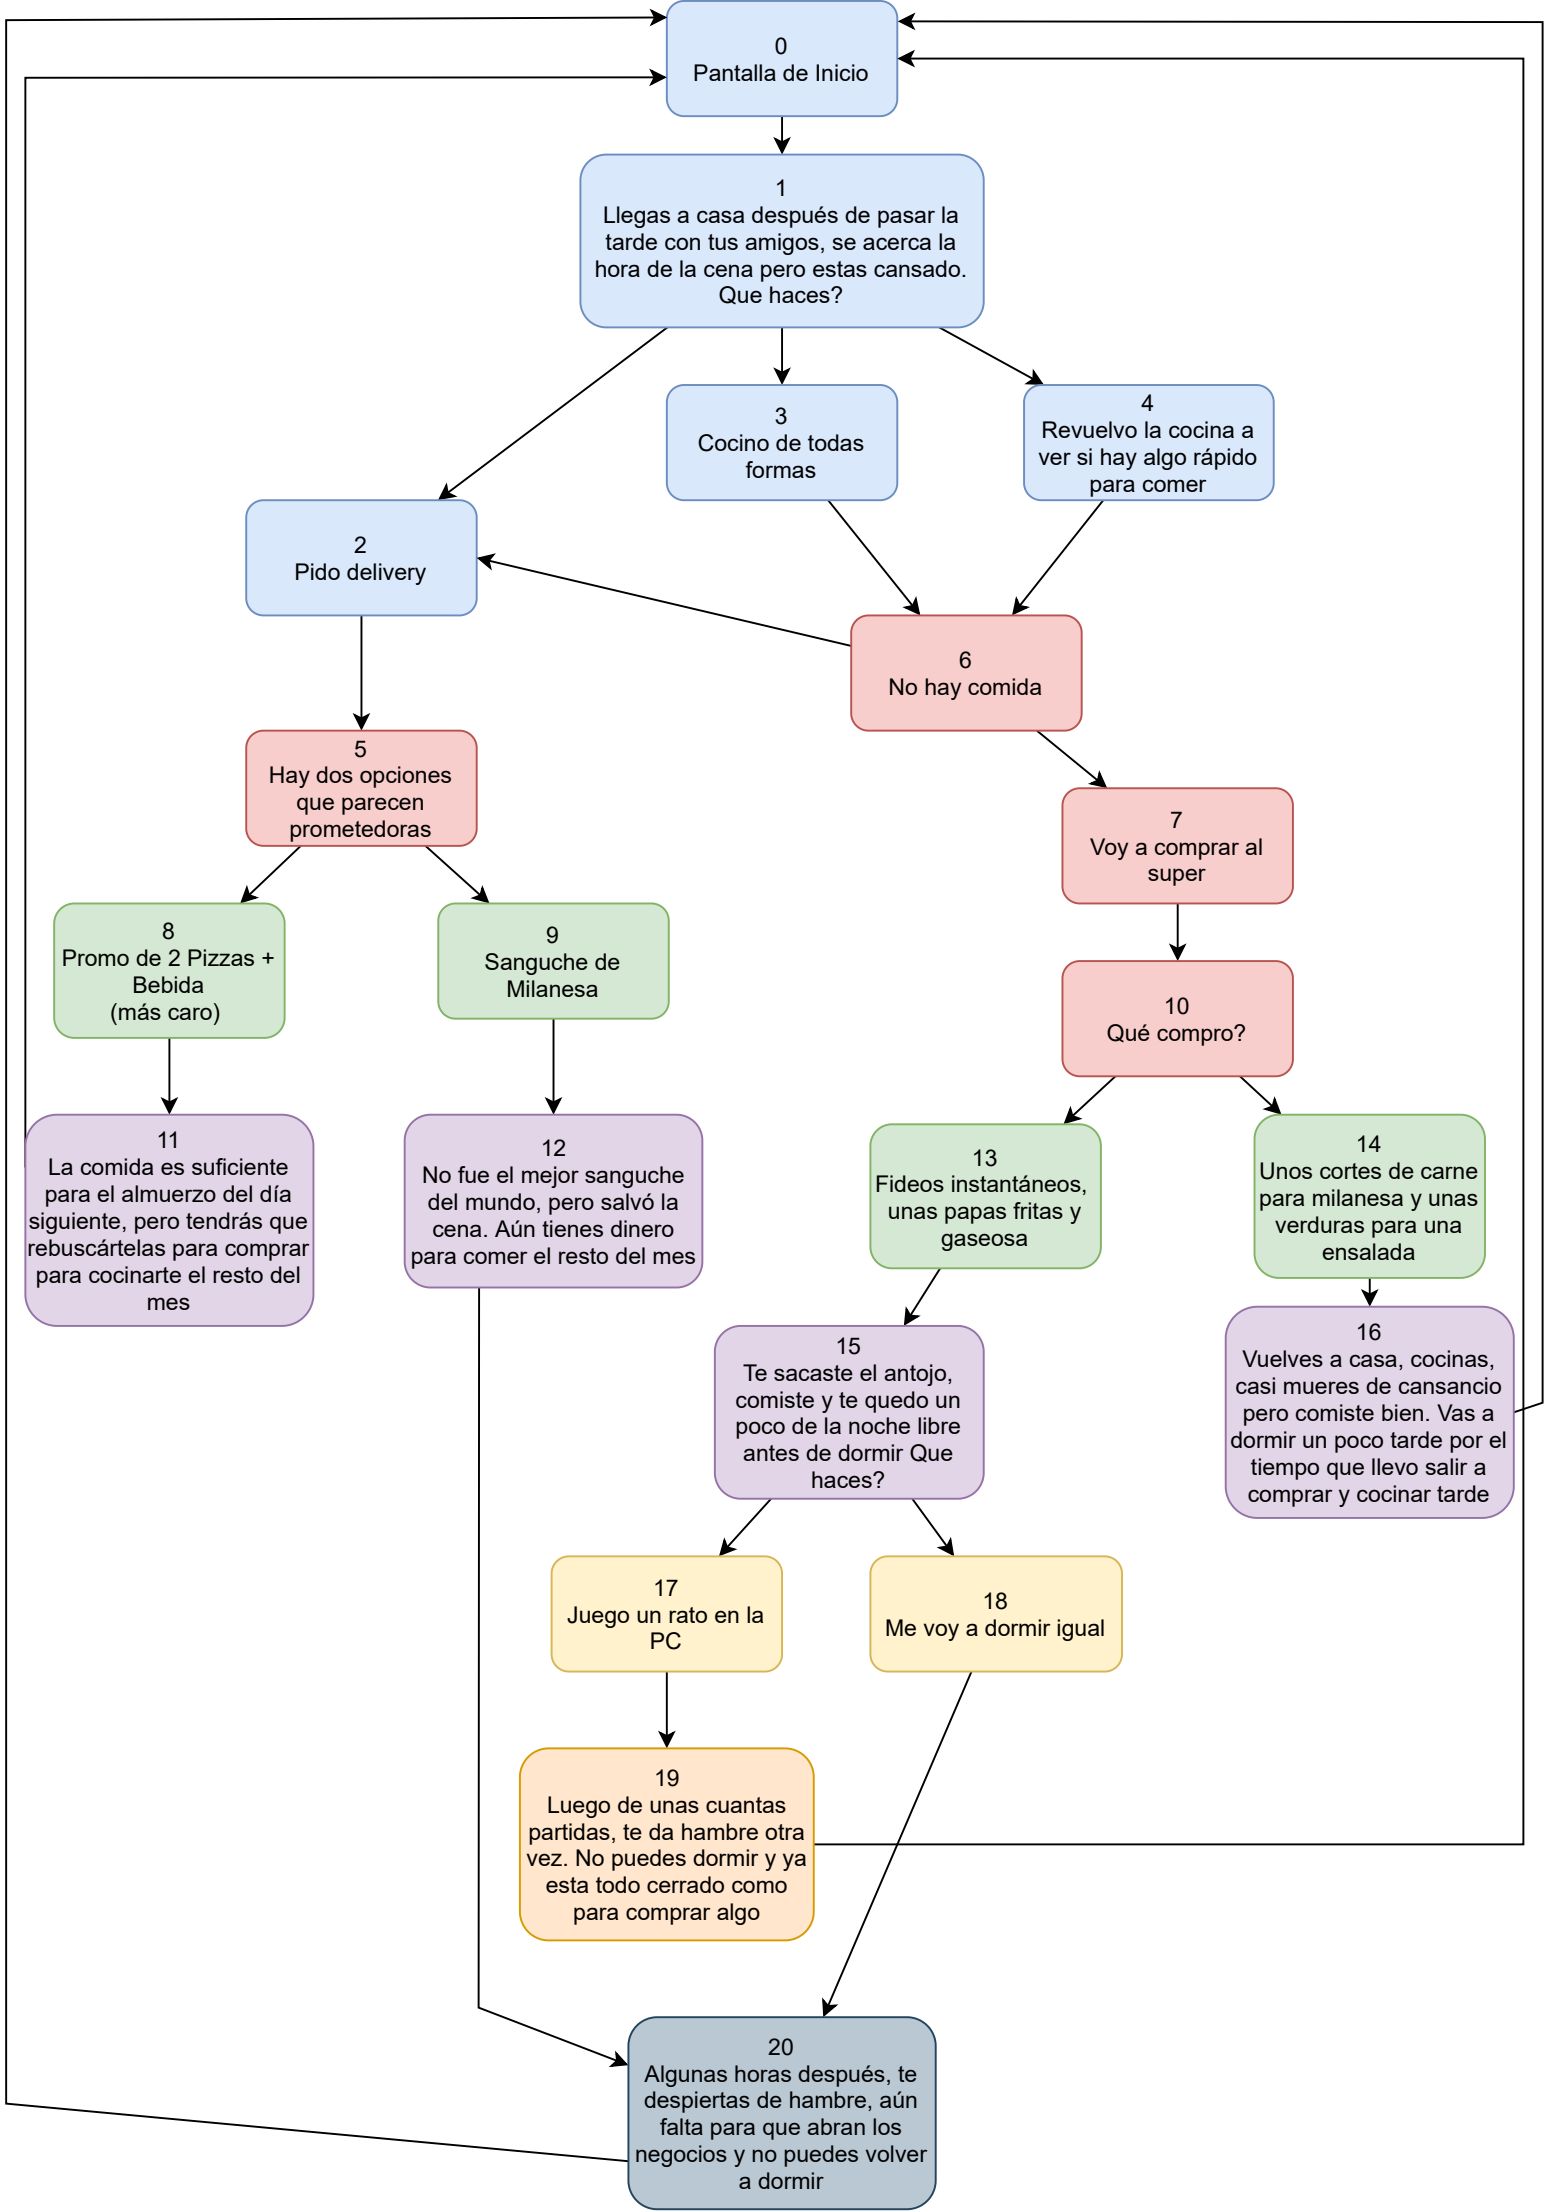 0
Pantalla de Inicio
1
Llegas a casa después de pasar la
tarde con tus amigos, se acerca la
hora de la cena pero estas cansado.
Que haces?
3
Cocino de todas
formas
4
Revuelvo la cocina a
ver si hay algo rápido
para comer
2
Pido delivery
6
No hay comida
5
Hay dos opciones
que parecen
prometedoras
7
Voy a comprar al
super
8
Promo de 2 Pizzas +
Bebida
(más caro)
9
Sanguche de
Milanesa
10
Qué compro?
11
La comida es suficiente
para el almuerzo del día
siguiente, pero tendrás que
rebuscártelas para comprar
para cocinarte el resto del
mes
12
No fue el mejor sanguche
del mundo, pero salvó la
cena. Aún tienes dinero
para comer el resto del mes
13
Fideos instantáneos,
unas papas fritas y
gaseosa
14
Unos cortes de carne
para milanesa y unas
verduras para una
ensalada
15
Te sacaste el antojo,
comiste y te quedo un
poco de la noche libre
antes de dormir Que
haces?
16
Vuelves a casa, cocinas,
casi mueres de cansancio
pero comiste bien. Vas a
dormir un poco tarde por el
tiempo que llevo salir a
comprar y cocinar tarde
17
Juego un rato en la
PC
18
Me voy a dormir igual
19
Luego de unas cuantas
partidas, te da hambre otra
vez. No puedes dormir y ya
esta todo cerrado como
para comprar algo
20
Algunas horas después, te
despiertas de hambre, aún
falta para que abran los
negocios y no puedes volver
a dormir